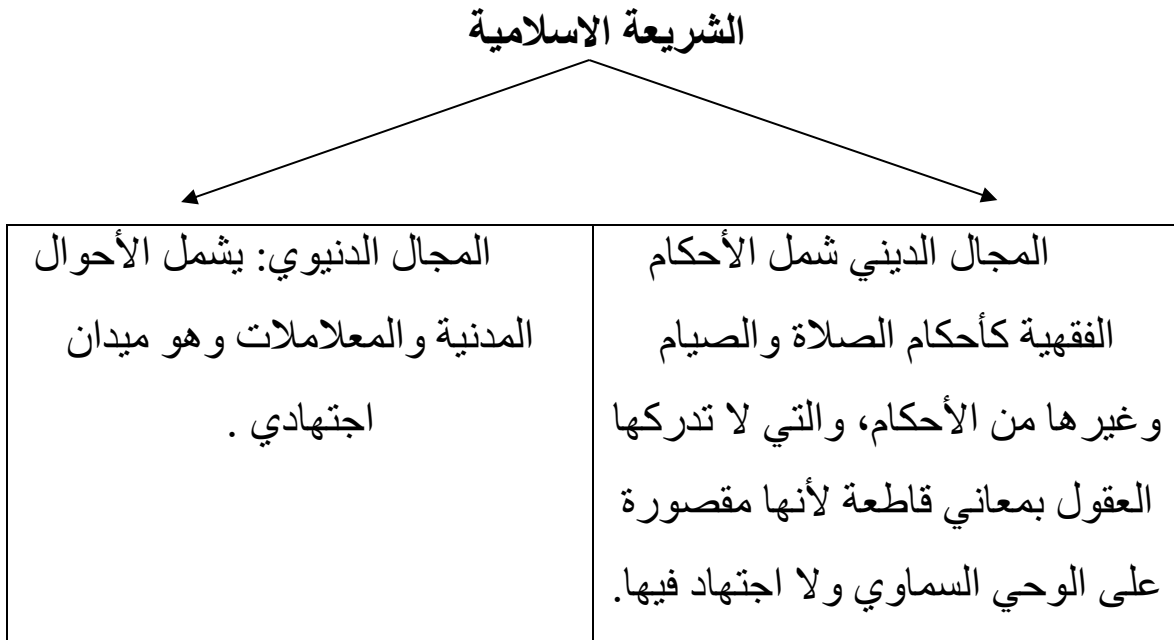 الشريعة الاسلامية
المجال الديني شمل الأحكام
الفقهية كأحكام الصلاة والصيام
وغيرها من الأحكام، والتي لا تدركها
العقول بمعاني قاطعة لأنها مقصورة
على الوحي السماوي ولا اجتهاد فيها.
المجال الدنيوي: يشمل الأحوال
المدنية والمعلاملات وهو ميدان
اجتهادي .